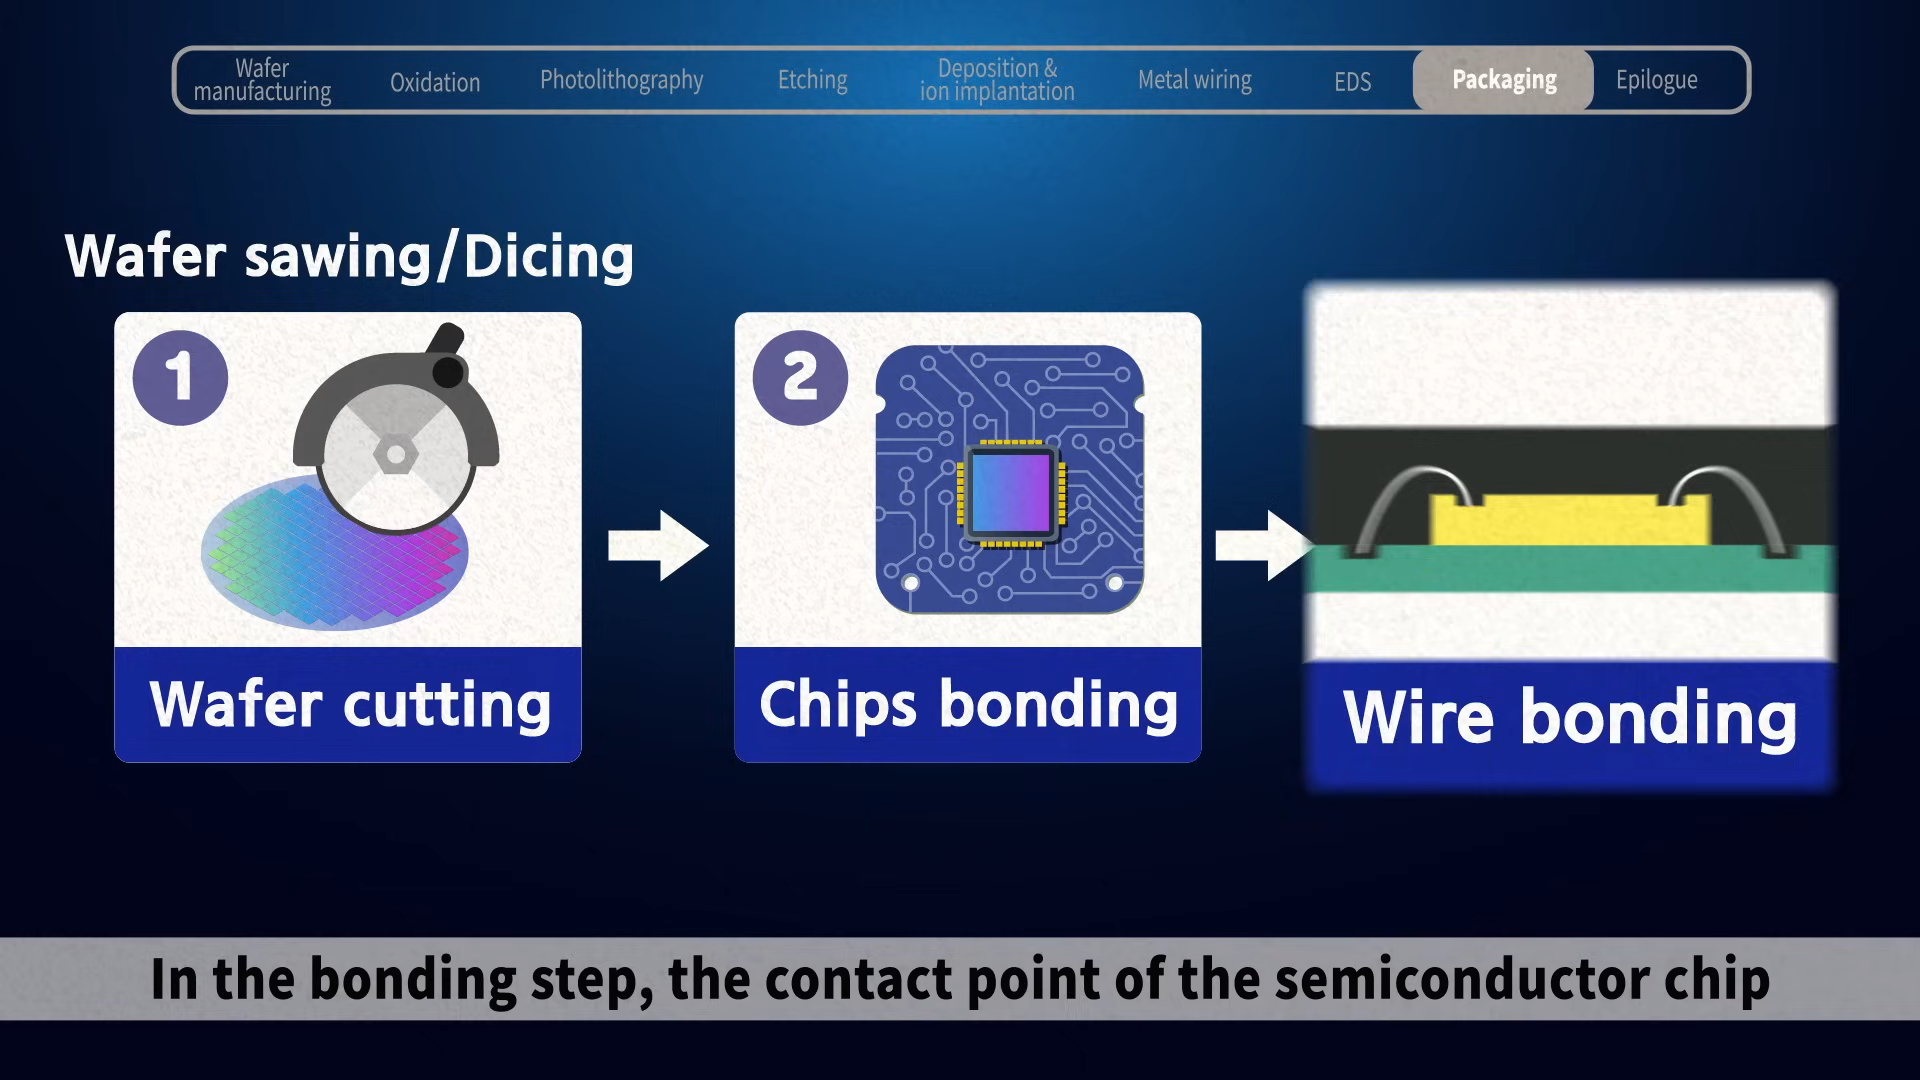 Wafer
manufacturing
Oxidation
Photolithography
Etching
Deposition &
ion implantation
Metal wiring
EDS
Packaging
Epilogue
Wafer sawing/Dicing
1
2
Wafer cutting
Chips bonding
Wire bonding
In the bonding step, the contact point of the semiconductor chip